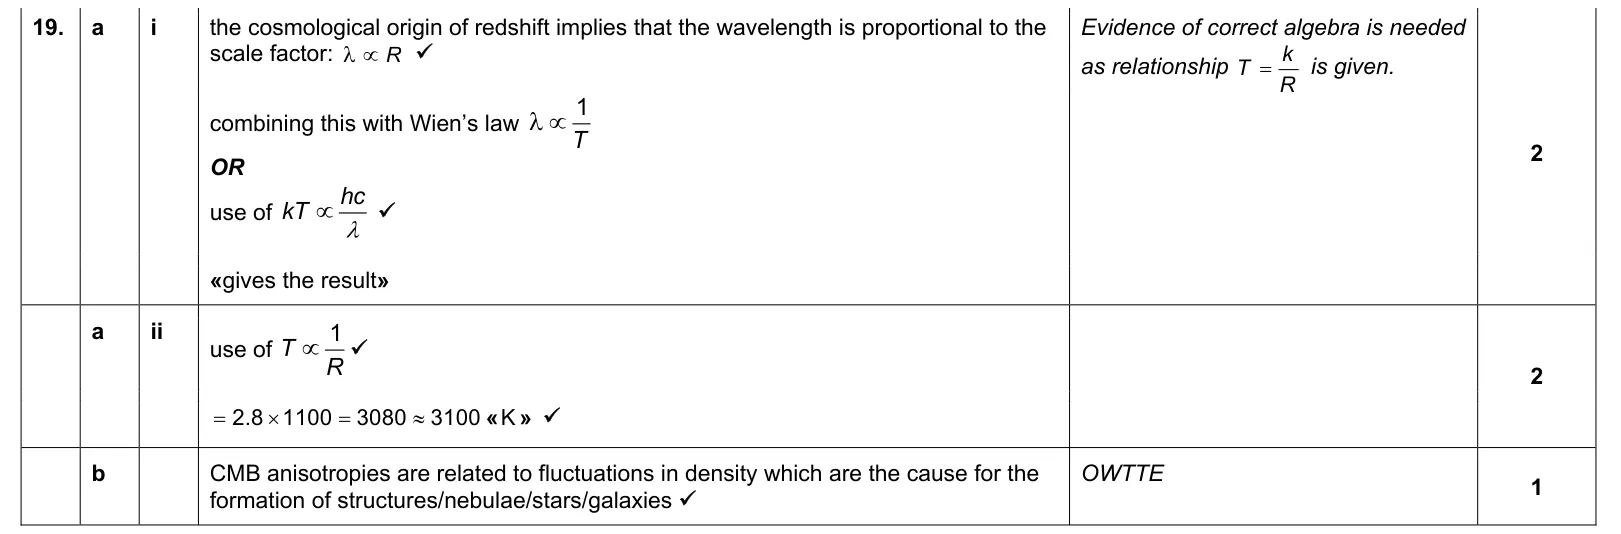 19. a i the cosmological origin of redshift implies that the wavelength is proportional to the
scale factor: λ ∝ R ✓
combining this with Wien’s law λ ∝ 1/T
OR
use of kT ∝ hc/λ ✓
«gives the result»
Evidence of correct algebra is needed
as relationship T = k/R is given.
2
a ii use of T ∝ 1/R ✓
= 2.8 × 1100 = 3080 ≈ 3100 «K» ✓
2
b CMB anisotropies are related to fluctuations in density which are the cause for the
formation of structures/nebulae/stars/galaxies ✓
OWTTE
1